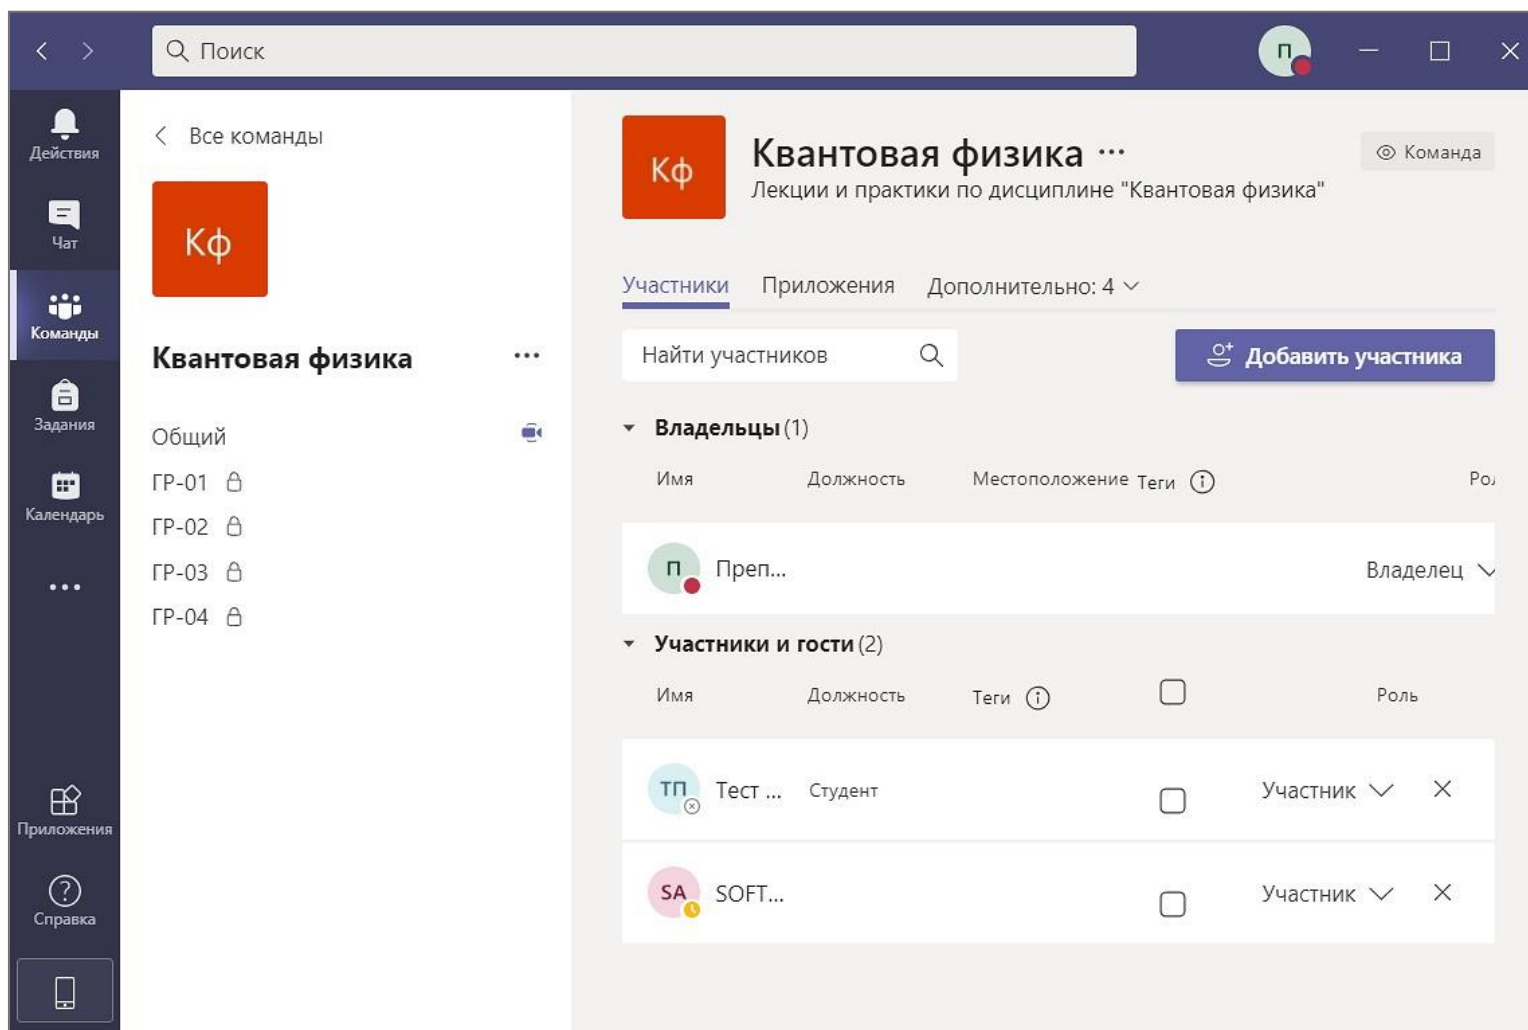 Поиск
П
Действия
Чат
Команды
Задания
Календарь
Приложения
Справка
Все команды
Кф
Квантовая физика
Общий
ГР-01
ГР-02
ГР-03
ГР-04
Кф
Квантовая физика
Команда
Лекции и практики по дисциплине "Квантовая физика"
Участники Приложения Дополнительно: 4
Найти участников
Добавить участника
Владельцы (1)
Имя Должность Местоположение Теги
П Преп... Владелец
Участники и гости (2)
Имя Должность Теги Роль
ТП Тест ... Студент Участник
SA SOFT... Участник